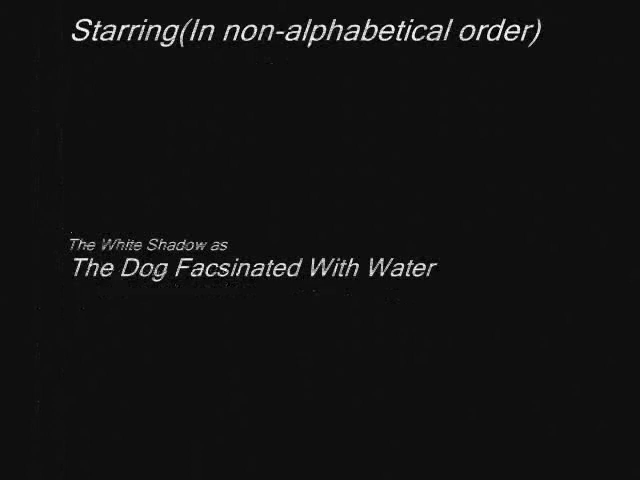 Starring(In non-alphabetical order)
The White Shadow as
The Dog Facsinated With Water